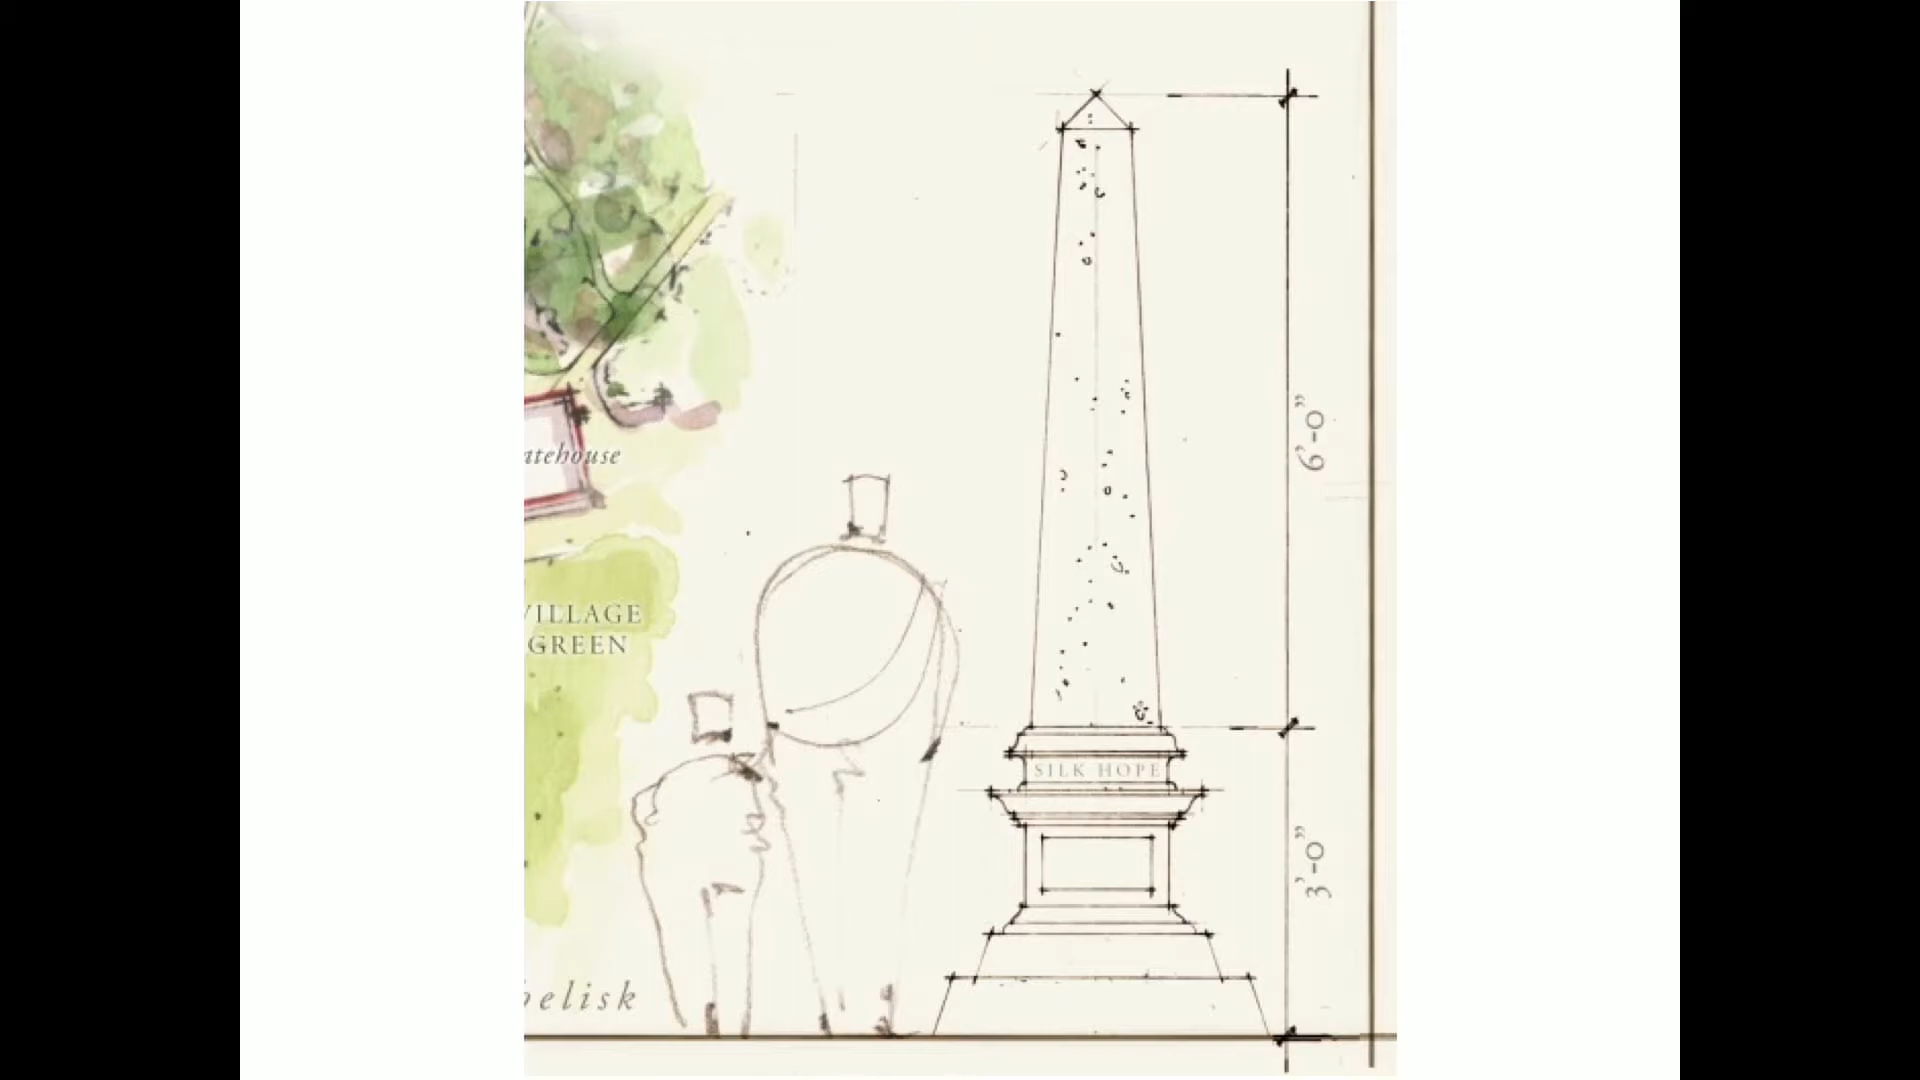 6'-0"
atehouse
VILLAGE
GREEN
SILK HOPE
3'-0"
belisk